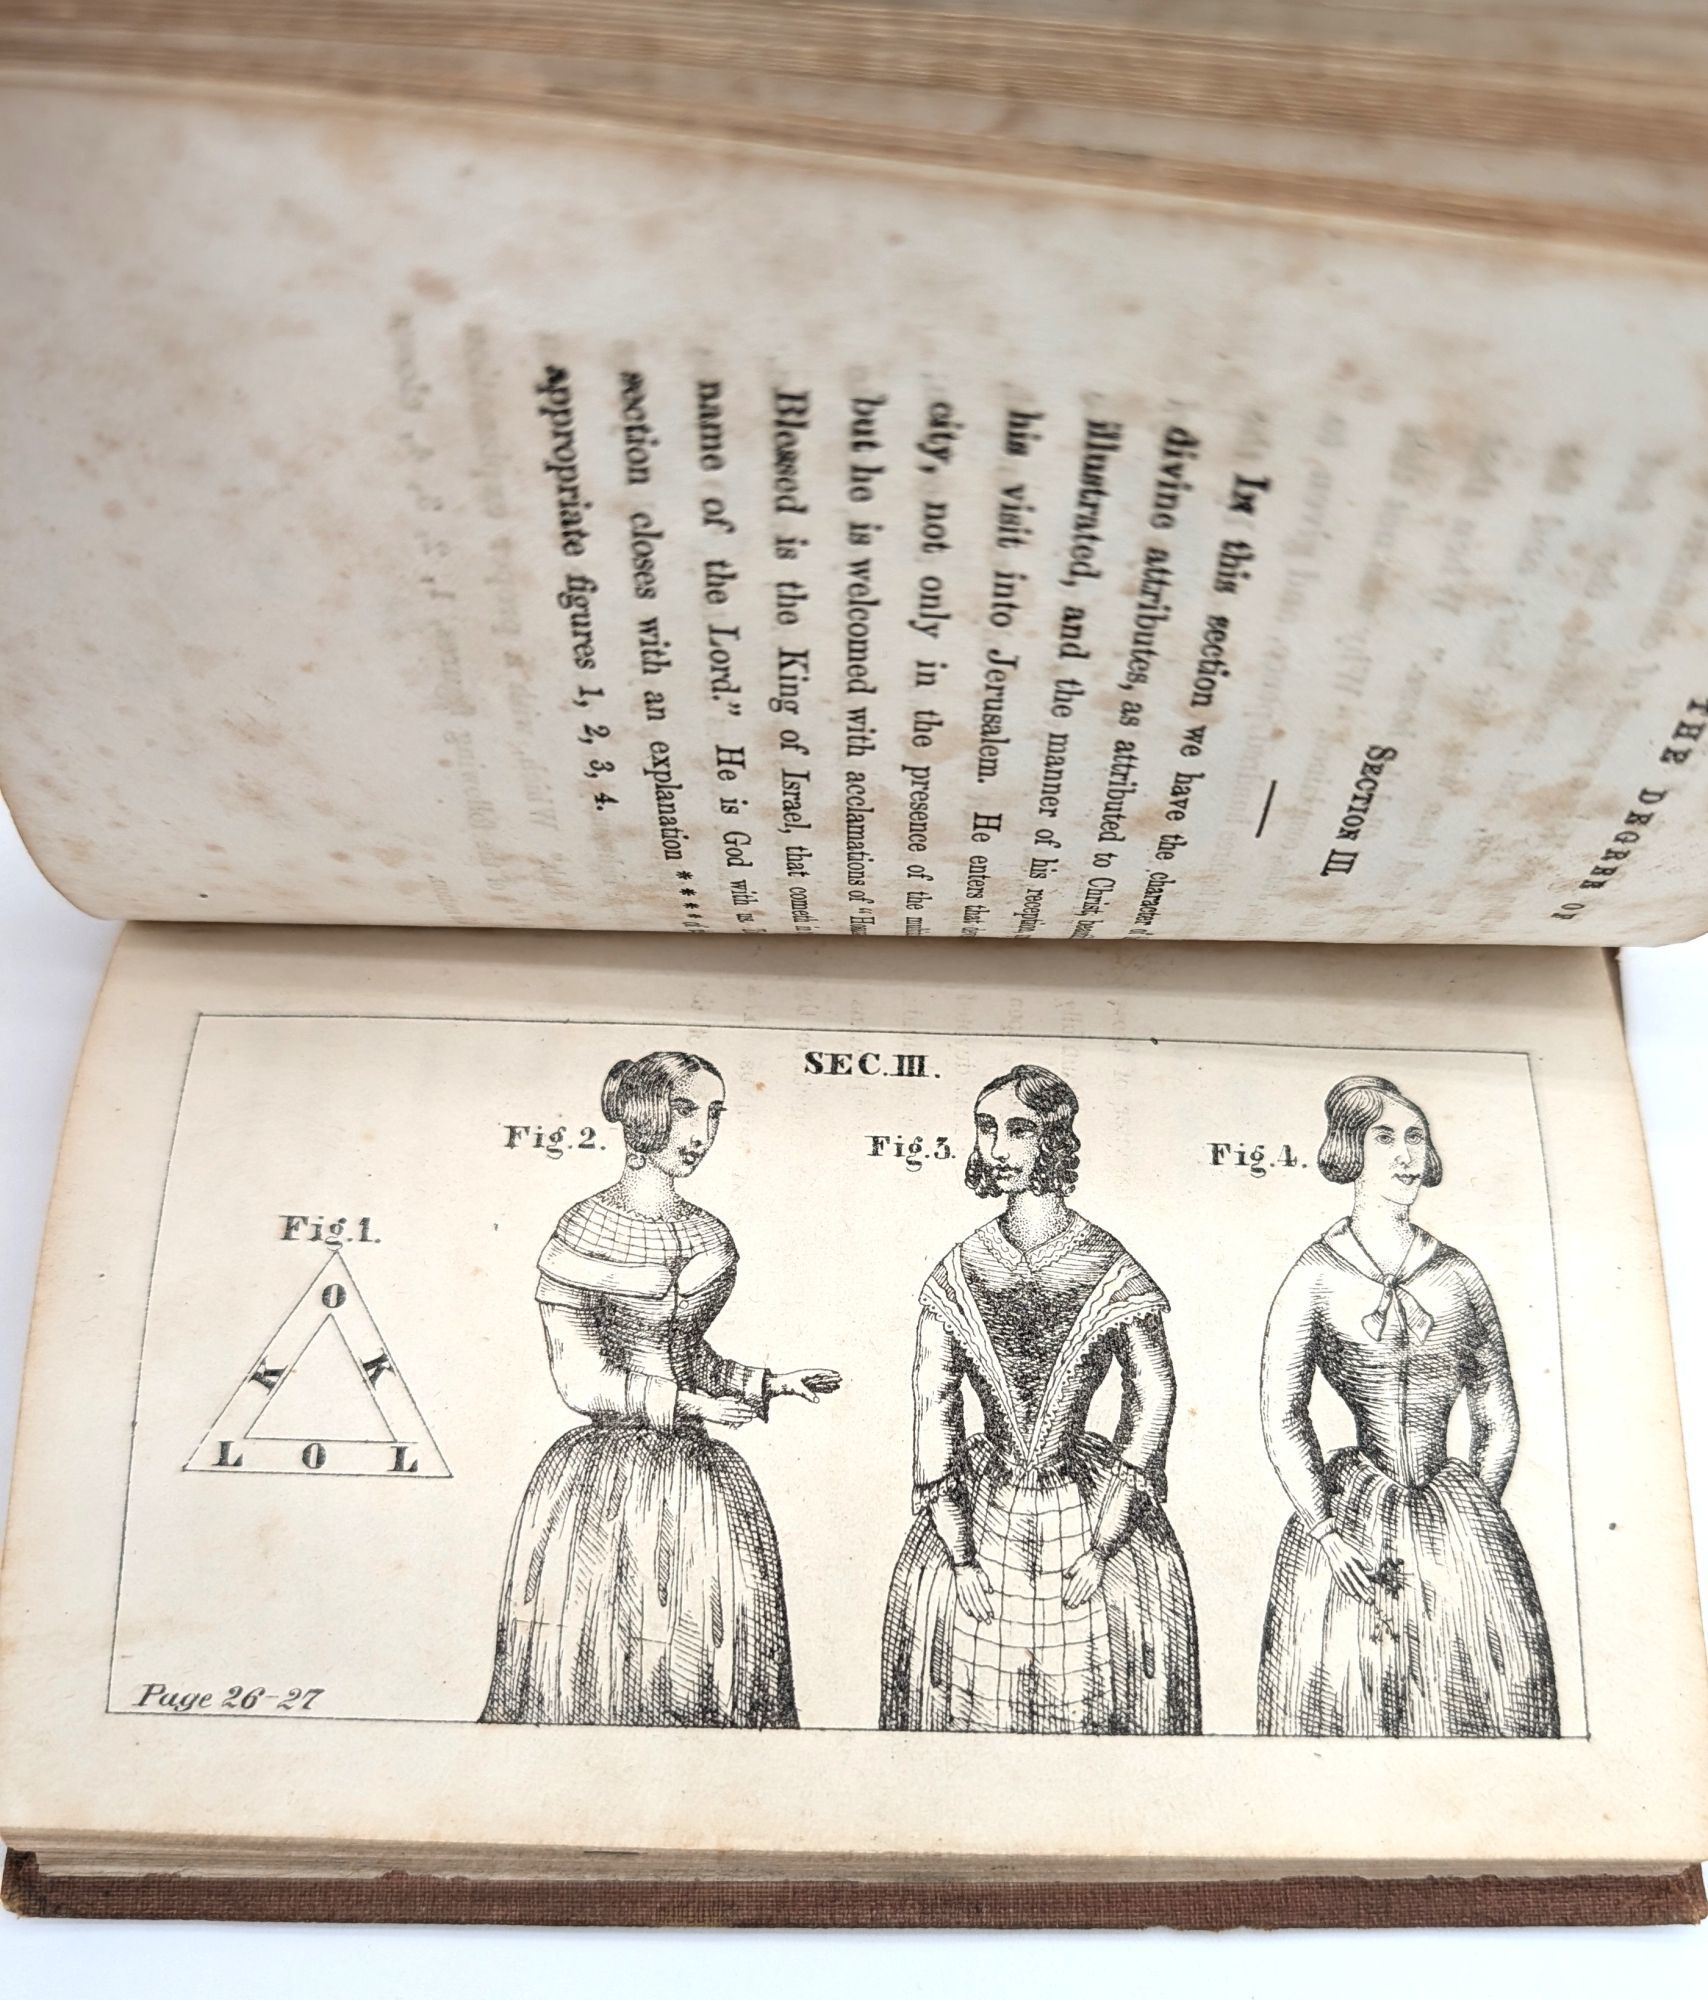 THE DEGREE OF
SECTION III
In this section we have the character of
divine attributes, as attributed to Christ,
illustrated, and the manner of his reception
his visit into Jerusalem. He enters that
city, not only in the presence of the
but he is welcomed with acclamations of
Blessed is the King of Israel, that cometh in
name of the Lord." He is God with us
section closes with an explanation * * * * of
appropriate figures 1, 2, 3, 4.
SEC. III.
Fig. 1.
O
K K
L O L
Fig. 2.
Fig. 3.
Fig. 4.
Page 26-27